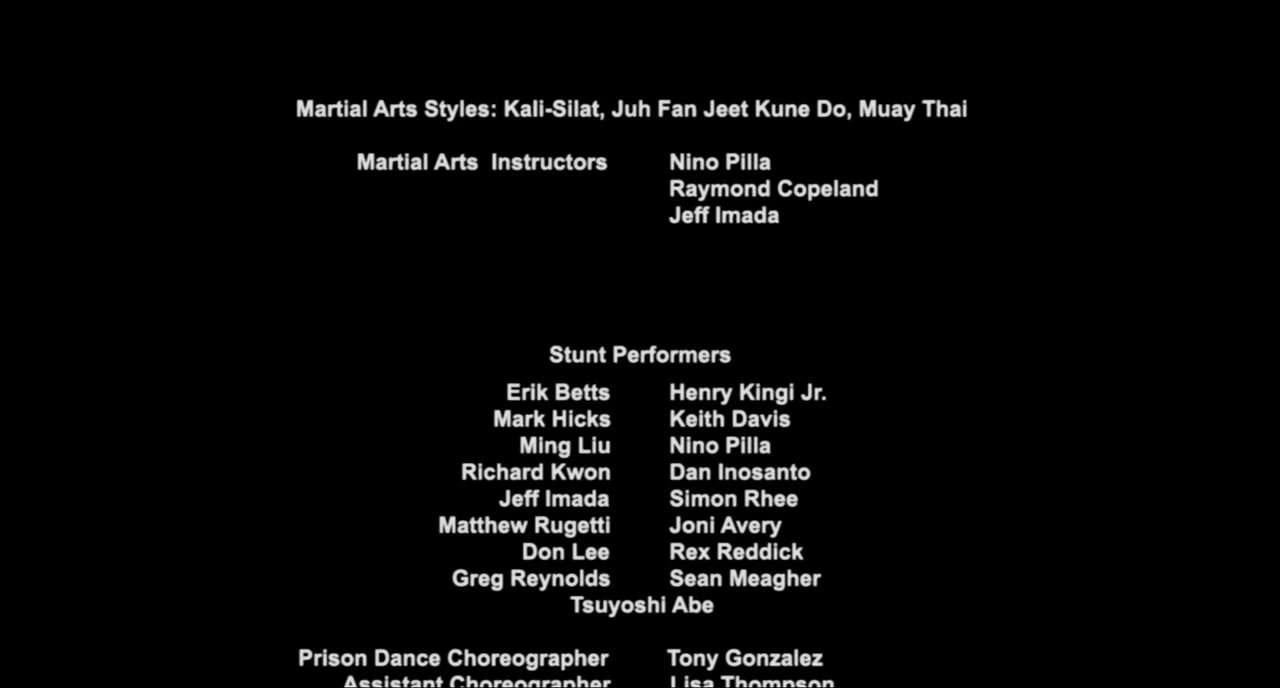 Martial Arts Styles: Kali-Silat, Juh Fan Jeet Kune Do, Muay Thai
Martial Arts Instructors Nino Pilla
Raymond Copeland
Jeff Imada
Stunt Performers
Erik Betts Henry Kingi Jr.
Mark Hicks Keith Davis
Ming Liu Nino Pilla
Richard Kwon Dan Inosanto
Jeff Imada Simon Rhee
Matthew Rugetti Joni Avery
Don Lee Rex Reddick
Greg Reynolds Sean Meagher
Tsuyoshi Abe
Prison Dance Choreographer Tony Gonzalez
Assistant Choreographer Lisa Thompson